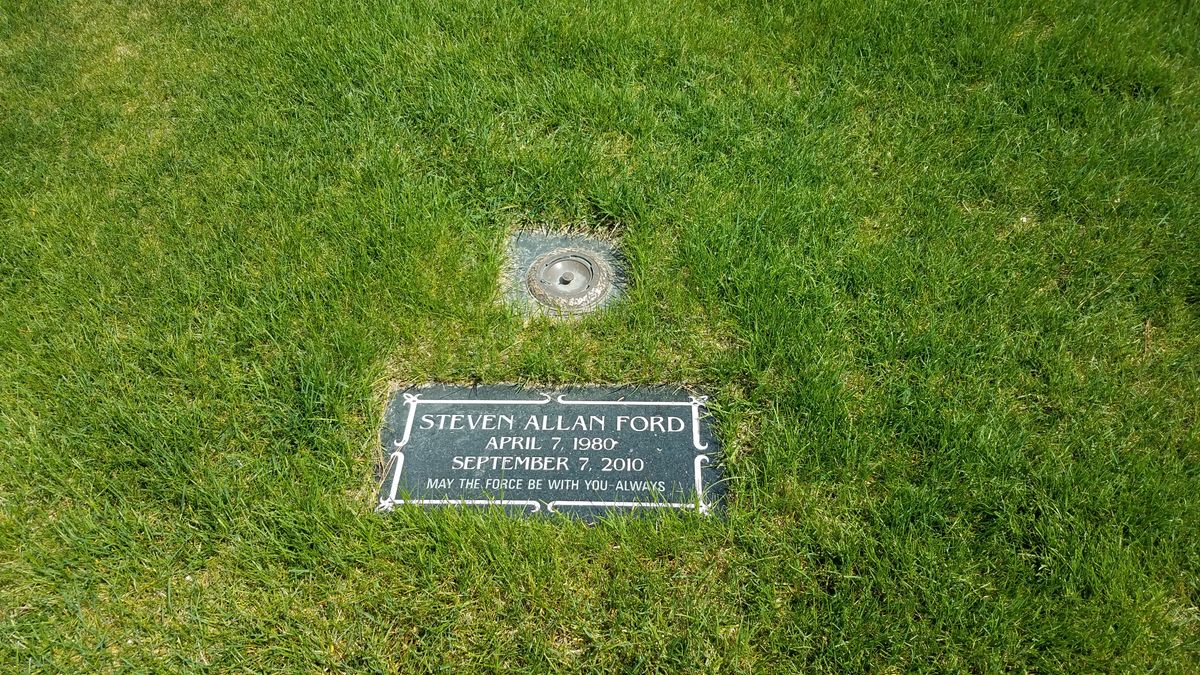 STEVEN ALLAN FORD
APRIL 7, 1980
SEPTEMBER 7, 2010
MAY THE FORCE BE WITH YOU ALWAYS